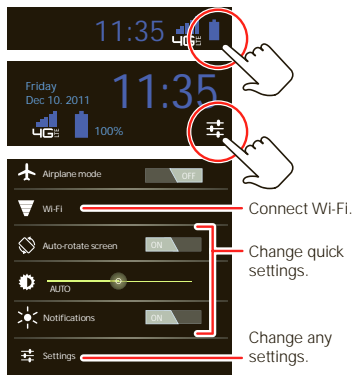 11:35 4G LTE
Friday
Dec 10. 2011
11:35
4G LTE 100%
Airplane mode OFF
Wi-Fi
Connect Wi-Fi.
Auto-rotate screen ON
Change quick
settings.
AUTO
Notifications ON
Change any
settings.
Settings